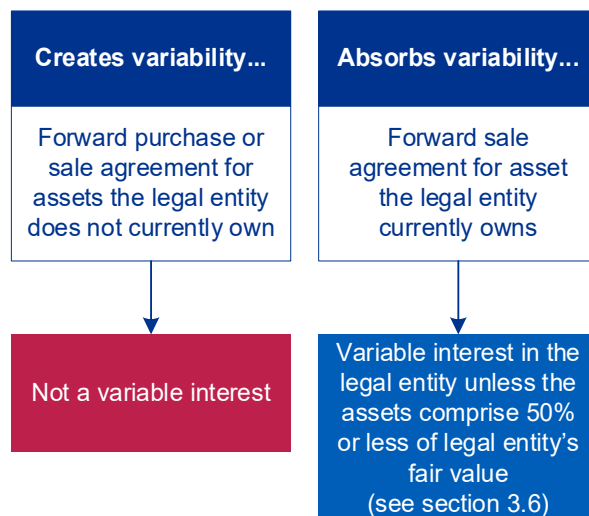 Creates variability...
Forward purchase or
sale agreement for
assets the legal entity
does not currently own
Not a variable interest
Absorbs variability...
Forward sale
agreement for asset
the legal entity
currently owns
Variable interest in the
legal entity unless the
assets comprise 50%
or less of legal entity's
fair value
(see section 3.6)